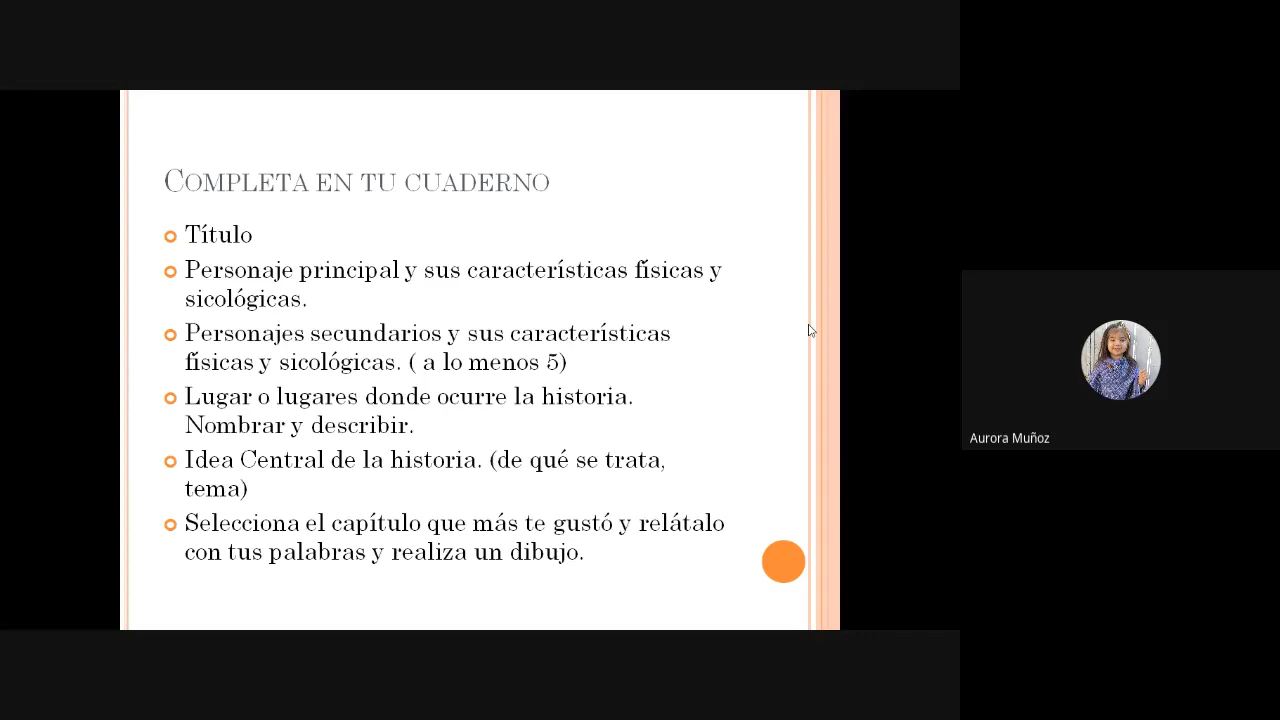 COMPLETA EN TU CUADERNO
Título
Personaje principal y sus características físicas y
sicológicas.
Personajes secundarios y sus características
físicas y sicológicas. ( a lo menos 5)
Lugar o lugares donde ocurre la historia.
Nombrar y describir.
Idea Central de la historia. (de qué se trata,
tema)
Selecciona el capítulo que más te gustó y relátalo
con tus palabras y realiza un dibujo.
Aurora Muñoz